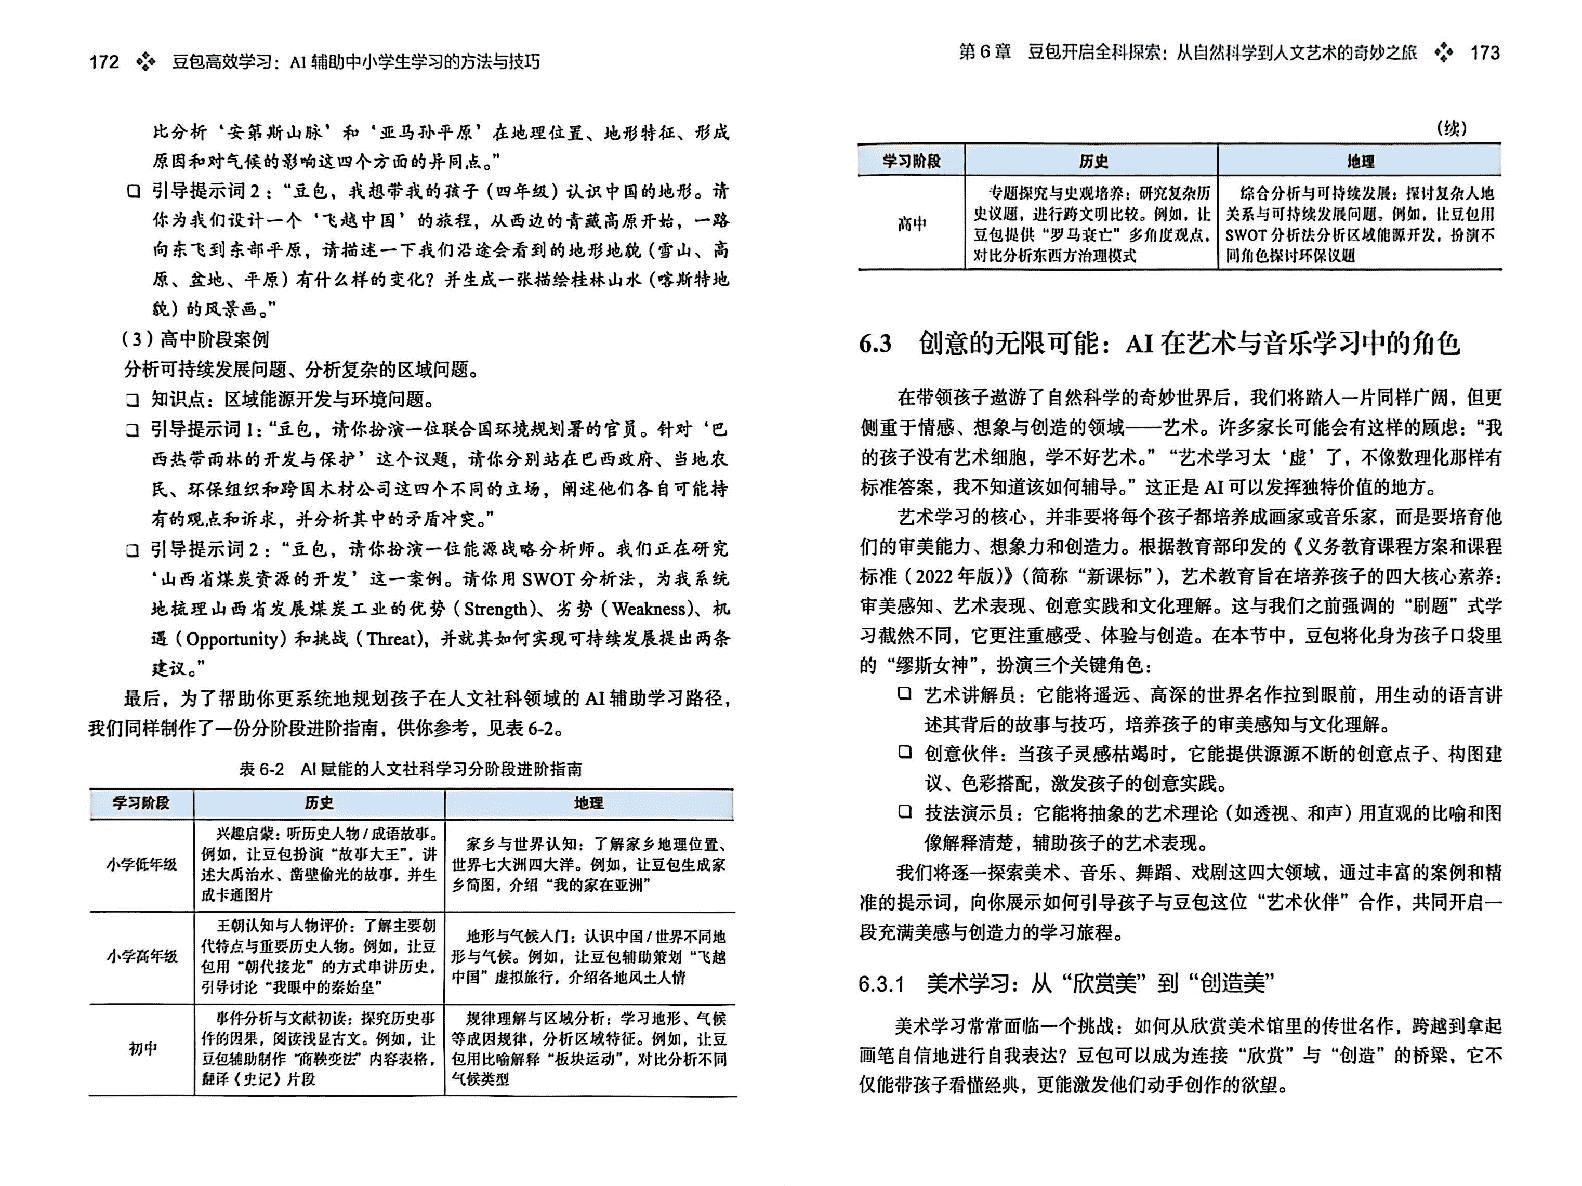 172 豆包高效学习：AI 辅助中小学生学习的方法与技巧
比分析‘安第斯山脉’和‘亚马孙平原’在地理位置、地形特征、形成
原因和对气候的影响这四个方面的异同点。”
引导提示词 2：“豆包，我想带我的孩子（四年级）认识中国的地形。请
你为我们设计一个‘飞越中国’的旅程，从西边的青藏高原开始，一路
向东飞到东部平原，请描述一下我们沿途会看到的地形地貌（雪山、高
原、盆地、平原）有什么样的变化？并生成一张描绘桂林山水（喀斯特地
貌）的风景画。”
（3）高中阶段案例
分析可持续发展问题、分析复杂的区域问题。
知识点：区域能源开发与环境问题。
引导提示词 1：“豆包，请你扮演一位联合国环境规划署的官员。针对‘巴
西热带雨林的开发与保护’这个议题，请你分别站在巴西政府、当地农
民、环保组织和跨国木材公司这四个不同的立场，阐述他们各自可能持
有的观点和诉求，并分析其中的矛盾冲突。”
引导提示词 2：“豆包，请你扮演一位能源战略分析师。我们正在研究
‘山西省煤炭资源的开发’这一案例。请你用 SWOT 分析法，为我系统
地梳理山西省发展煤炭工业的优势（Strength）、劣势（Weakness）、机
遇（Opportunity）和挑战（Threat），并就其如何实现可持续发展提出两条
建议。”
最后，为了帮助你更系统地规划孩子在人文社科领域的 AI 辅助学习路径，
我们同样制作了一份分阶段进阶指南，供你参考，见表 6-2。
表 6-2 AI 赋能的人文社科学习分阶段进阶指南
学习阶段 历史 地理
小学低年级
兴趣启蒙：听历史人物 / 成语故事。
例如，让豆包扮演“故事大王”，讲
述大禹治水、凿壁偷光的故事，并生
成卡通图片
家乡与世界认知：了解家乡地理位置、
世界七大洲四大洋。例如，让豆包生成家
乡简图，介绍“我的家在亚洲”
小学高年级
王朝认知与人物评价：了解主要朝
代特点与重要历史人物。例如，让豆
包用“朝代接龙”的方式串讲历史，
引导讨论“我眼中的秦始皇”
地形与气候入门：认识中国 / 世界不同地
形与气候。例如，让豆包辅助策划“飞越
中国”虚拟旅行，介绍各地风土人情
初中
事件分析与文献初读：探究历史事
件的因果，阅读浅显古文。例如，让
豆包辅助制作“商鞅变法”内容表格，
翻译《史记》片段
规律理解与区域分析：学习地形、气候
等成因规律，分析区域特征。例如，让豆
包用比喻解释“板块运动”，对比分析不同
气候类型
第 6 章 豆包开启全科探索：从自然科学到人文艺术的奇妙之旅 173
（续）
学习阶段 历史 地理
高中
专题探究与史观培养：研究复杂历
史议题，进行跨文明比较。例如，让
豆包提供“罗马衰亡”多角度观点，
对比分析东西方治理模式
综合分析与可持续发展：探讨复杂人地
关系与可持续发展问题。例如，让豆包用
SWOT 分析法分析区域能源开发，扮演不
同角色探讨环保议题
6.3 创意的无限可能：AI 在艺术与音乐学习中的角色
在带领孩子遨游了自然科学的奇妙世界后，我们将踏入一片同样广阔，但更
侧重于情感、想象与创造的领域——艺术。许多家长可能会有这样的顾虑：“我
的孩子没有艺术细胞，学不好艺术。”“艺术学习太‘虚’了，不像数理化那样有
标准答案，我不知道该如何辅导。”这正是 AI 可以发挥独特价值的地方。
艺术学习的核心，并非要将每个孩子都培养成画家或音乐家，而是要培育他
们的审美能力、想象力和创造力。根据教育部印发的《义务教育课程方案和课程
标准（2022 年版）》（简称“新课标”），艺术教育旨在培养孩子的四大核心素养：
审美感知、艺术表现、创意实践和文化理解。这与我们之前强调的“刷题”式学
习截然不同，它更注重感受、体验与创造。在本节中，豆包将化身为孩子口袋里
的“缪斯女神”，扮演三个关键角色：
艺术讲解员：它能将遥远、高深的世界名作拉到眼前，用生动的语言讲
述其背后的故事与技巧，培养孩子的审美感知与文化理解。
创意伙伴：当孩子灵感枯竭时，它能提供源源不断的创意点子、构图建
议、色彩搭配，激发孩子的创意实践。
技法演示员：它能将抽象的艺术理论（如透视、和声）用直观的比喻和图
像解释清楚，辅助孩子的艺术表现。
我们将逐一探索美术、音乐、舞蹈、戏剧这四大领域，通过丰富的案例和精
准的提示词，向你展示如何引导孩子与豆包这位“艺术伙伴”合作，共同开启一
段充满美感与创造力的学习旅程。
6.3.1 美术学习：从“欣赏美”到“创造美”
美术学习常常面临一个挑战：如何从欣赏美术馆里的传世名作，跨越到拿起
画笔自信地进行自我表达？豆包可以成为连接“欣赏”与“创造”的桥梁，它不
仅能带孩子看懂经典，更能激发他们动手创作的欲望。